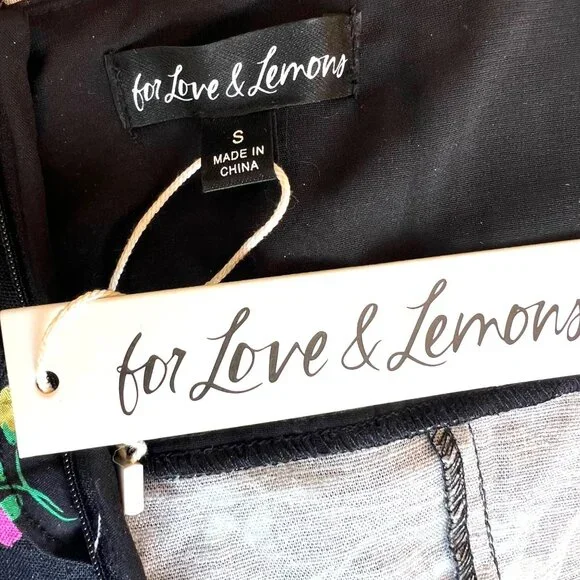 for Love & Lemons
S
MADE IN
CHINA
for Love & Lemons